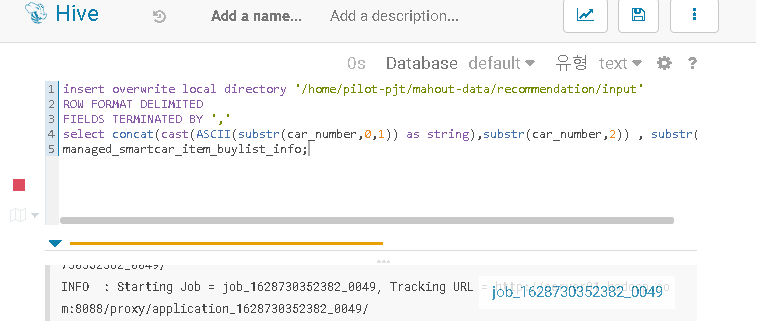 Hive
Add a name...
Add a description...
0s Database default 유형 text ?
1 insert overwrite local directory '/home/pilot-pjt/mahout-data/recommendation/input'
2 ROW FORMAT DELIMITED
3 FIELDS TERMINATED BY ','
4 select concat(cast(ASCII(substr(car_number,0,1)) as string),substr(car_number,2)) , substr(
5 managed_smartcar_item_buylist_info;
INFO : Starting Job = job_1628730352382_0049, Tracking URL =
job_1628730352382_0049
m:8088/proxy/application_1628730352382_0049/